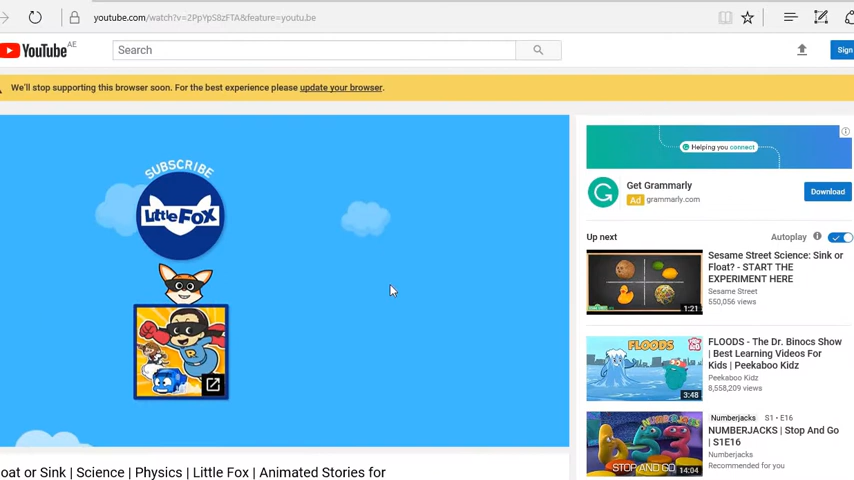 youtube.com/watch?v=2PpYpS8zFTA&feature=youtu.be
YouTube AE
Search
Sign
We'll stop supporting this browser soon. For the best experience please update your browser.
SUBSCRIBE
Little Fox
R
Helping you connect
Get Grammarly
Ad grammarly.com
Download
Up next
Autoplay
Sesame Street Science: Sink or
Float? - START THE
EXPERIMENT HERE
Sesame Street
550,056 views
1:21
FLOODS
FLOODS - The Dr. Binocs Show
| Best Learning Videos For
Kids | Peekaboo Kidz
Peekaboo Kidz
8,558,209 views
3:48
Numberjacks S1 • E16
NUMBERJACKS | Stop And Go
| S1E16
Numberjacks
Recommended for you
STOP AND GO
14:04
oat or Sink | Science | Physics | Little Fox | Animated Stories for